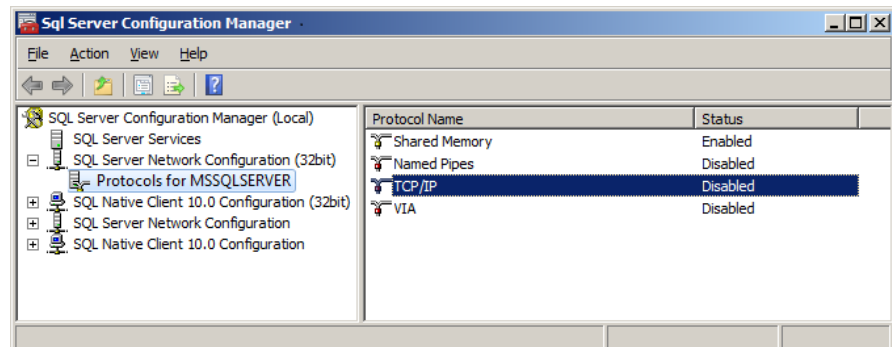 Sql Server Configuration Manager
File Action View Help
SQL Server Configuration Manager (Local)
SQL Server Services
SQL Server Network Configuration (32bit)
Protocols for MSSQLSERVER
SQL Native Client 10.0 Configuration (32bit)
SQL Server Network Configuration
SQL Native Client 10.0 Configuration
Protocol Name Status
Shared Memory Enabled
Named Pipes Disabled
TCP/IP Disabled
VIA Disabled